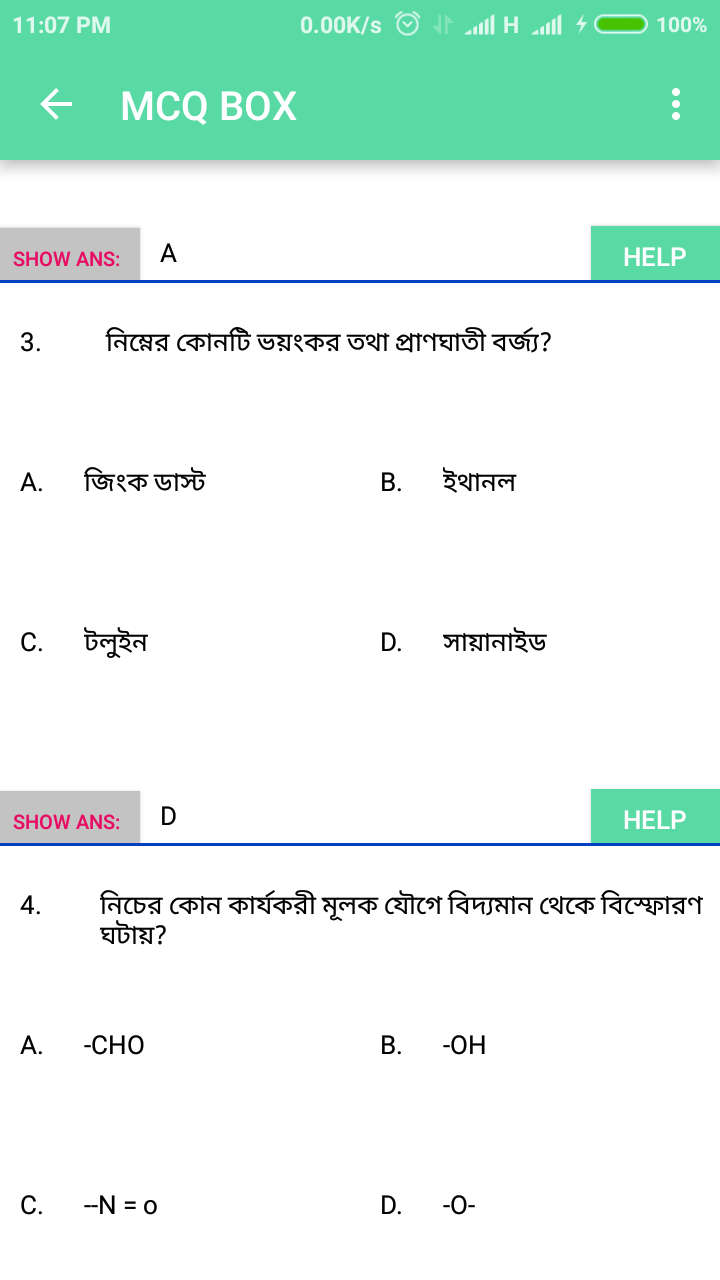 11:07 PM 0.00K/s H 100%
MCQ BOX
SHOW ANS: A HELP
3. নিম্নের কোনটি ভয়ংকর তথা প্রাণঘাতী বর্জ্য?
A. জিংক ডাস্ট B. ইথানল
C. টলুইন D. সায়ানাইড
SHOW ANS: D HELP
4. নিচের কোন কার্যকরী মূলক যৌগে বিদ্যমান থেকে বিস্ফোরণ
ঘটায়?
A. -CHO B. -OH
C. --N = o D. -O-